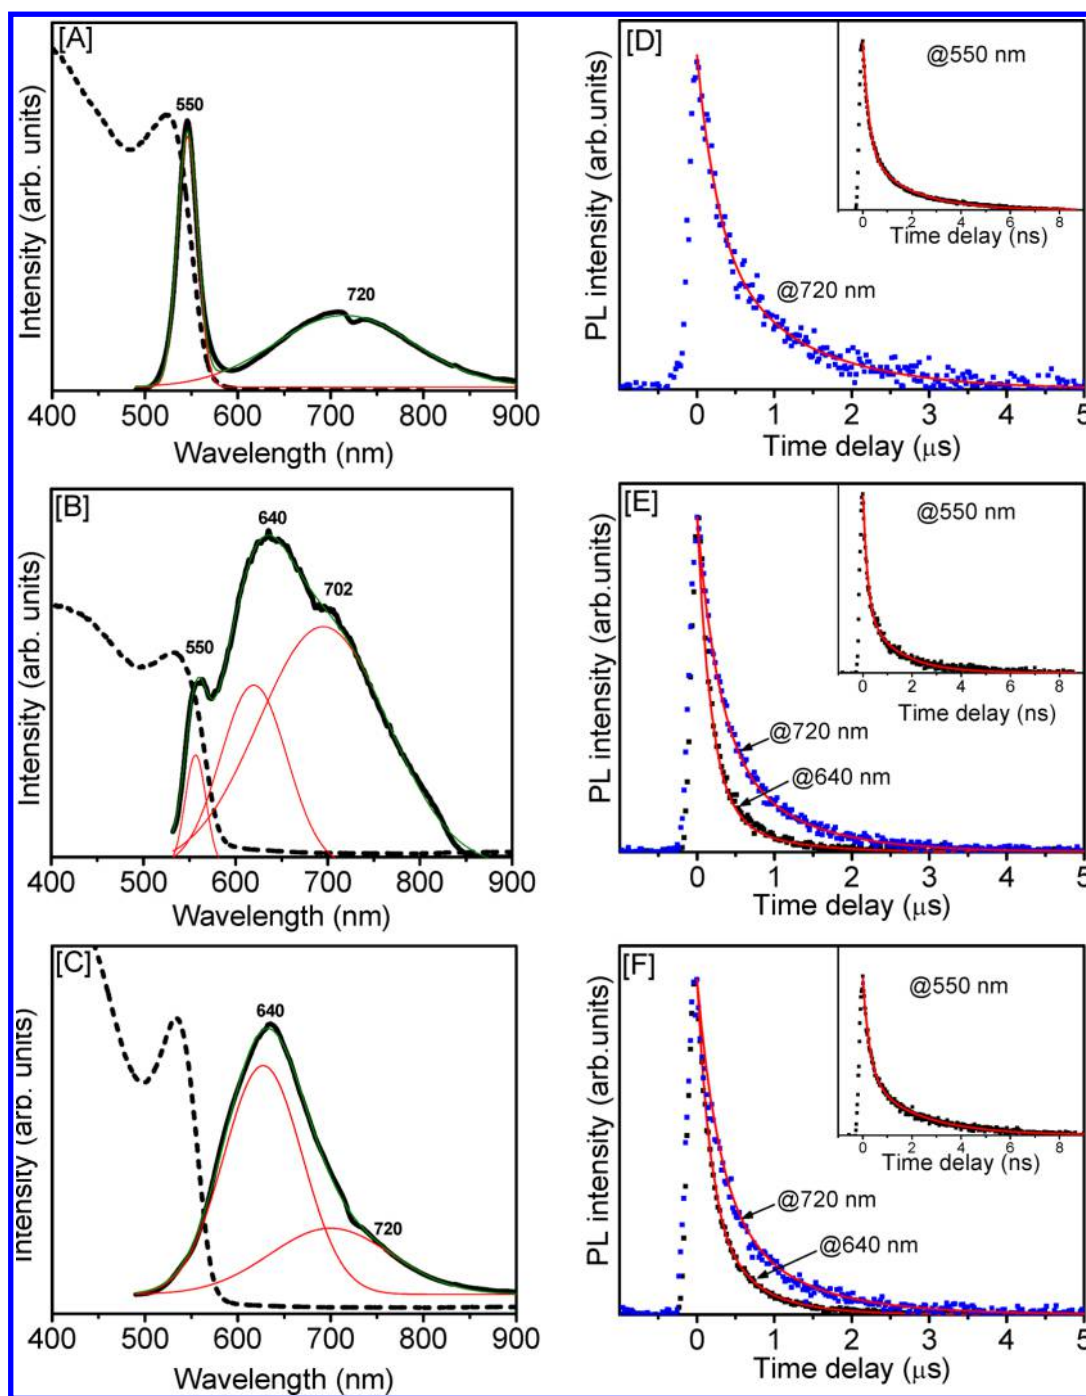 [A]
Intensity (arb. units)
550
720
400 500 600 700 800 900
Wavelength (nm)
[D]
PL intensity (arb.units)
@550 nm
0 2 4 6 8
Time delay (ns)
@720 nm
0 1 2 3 4 5
Time delay (μs)
[B]
Intensity (arb. units)
640
702
550
400 500 600 700 800 900
Wavelength (nm)
[E]
PL intensity (arb. units)
@550 nm
0 2 4 6 8
Time delay (ns)
@720 nm
@640 nm
0 1 2 3 4 5
Time delay (μs)
[C]
Intensity (arb. units)
640
720
400 500 600 700 800 900
Wavelength (nm)
[F]
PL intensity (arb.units)
@550 nm
0 2 4 6 8
Time delay (ns)
@720 nm
@640 nm
0 1 2 3 4 5
Time delay (μs)